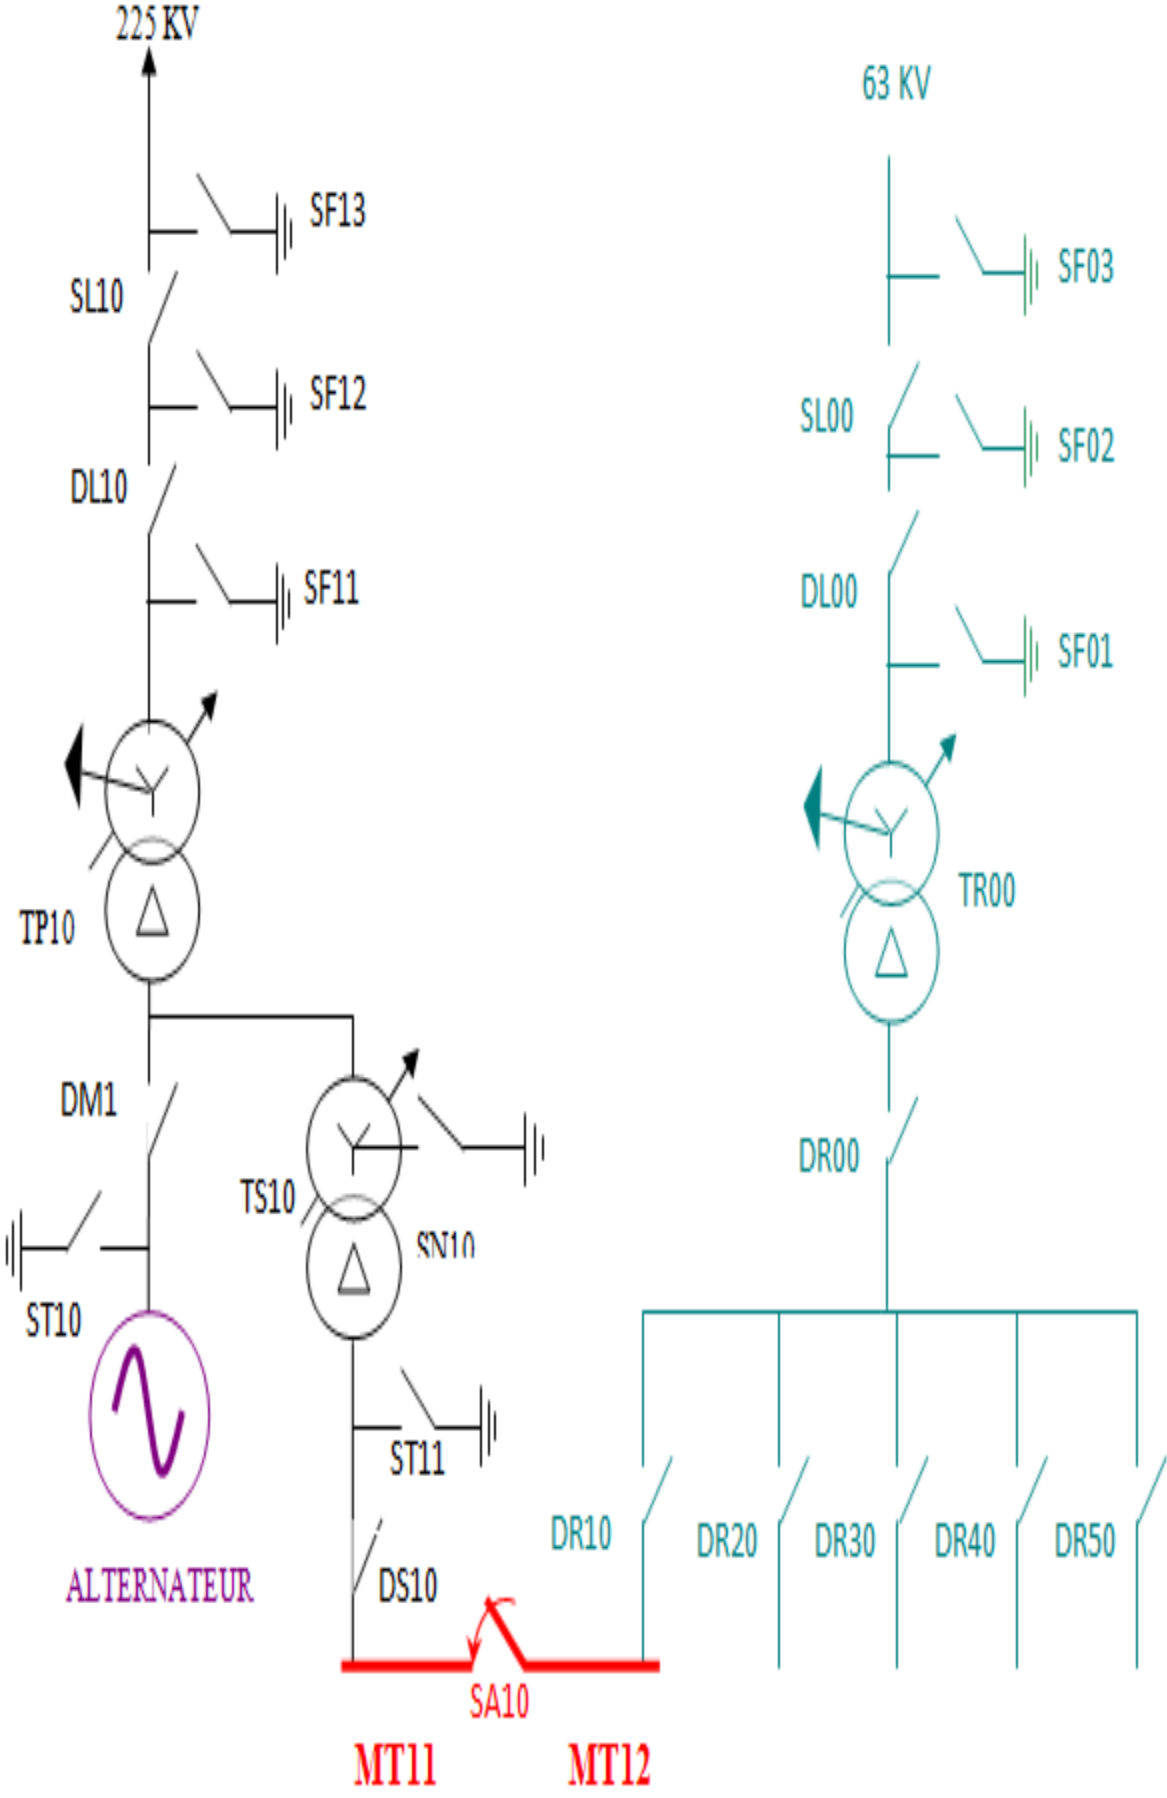 225 KV
63 KV
SF13
SF03
SL10
SF12
SL00
SF02
DL10
SF11
DL00
SF01
TR00
TP10
DM1
DR00
TS10
SN10
ST10
ST11
DR10
DR20
DR30
DR40
DR50
ALTERNATEUR
DS10
SA10
MT11
MT12